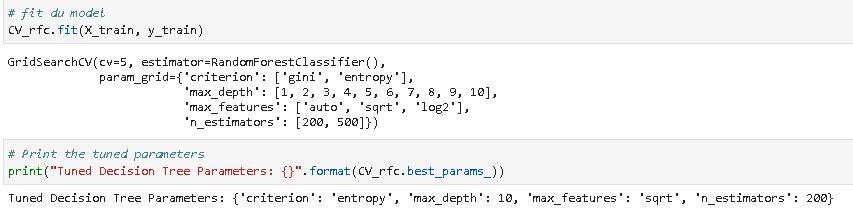 # fit du model
CV_rfc.fit(X_train, y_train)
GridSearchCV(cv=5, estimator=RandomForestClassifier(),
             param_grid={'criterion': ['gini', 'entropy'],
                         'max_depth': [1, 2, 3, 4, 5, 6, 7, 8, 9, 10],
                         'max_features': ['auto', 'sqrt', 'log2'],
                         'n_estimators': [200, 500]})
# Print the tuned parameters
print("Tuned Decision Tree Parameters: {}".format(CV_rfc.best_params_))
Tuned Decision Tree Parameters: {'criterion': 'entropy', 'max_depth': 10, 'max_features': 'sqrt', 'n_estimators': 200}